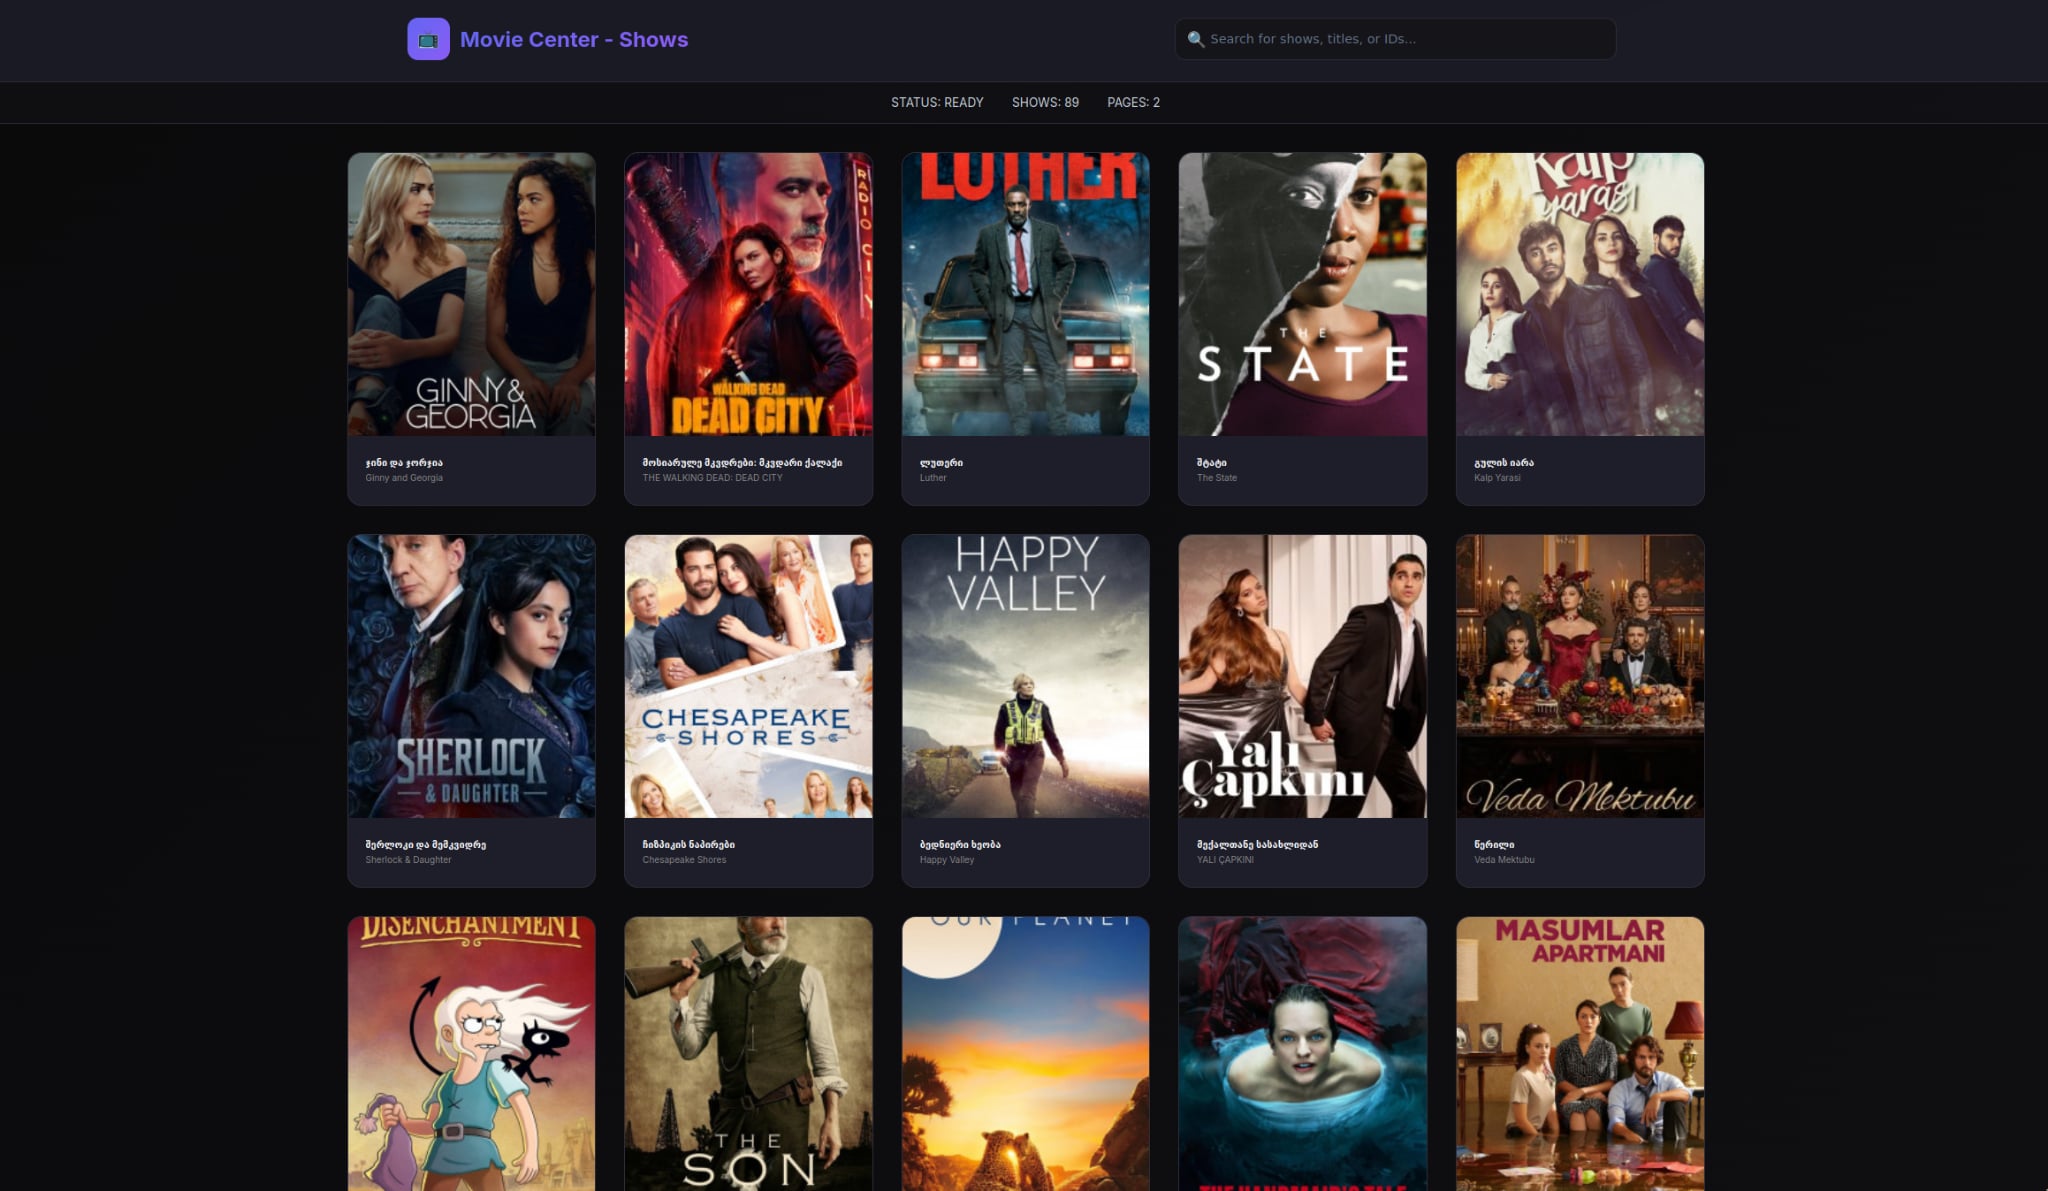 Movie Center - Shows
Search for shows, titles, or IDs...
STATUS: READY SHOWS: 89 PAGES: 2
GINNY &
GEORGIA
ჯინი და ჯორჯია
Ginny and Georgia
RADIO CITY
WALKING DEAD
DEAD CITY
მოსიარულე მკვდრები: მკვდარი ქალაქი
THE WALKING DEAD: DEAD CITY
LUTHER
ლუთერი
Luther
THE
STATE
შტატი
The State
Kalp
yarası
გულის იარა
Kalp Yarasi
SHERLOCK
& DAUGHTER
შერლოკი და მემკვიდრე
Sherlock & Daughter
CHESAPEAKE
SHORES
ჩიზპიკის ნაპირები
Chesapeake Shores
HAPPY
VALLEY
ბედნიერი ხეობა
Happy Valley
Yalı
Çapkını
მექალთანე სასახლიდან
YALI ÇAPKINI
Veda Mektubu
წერილი
Veda Mektubu
DISENCHANTMENT
THE
SON
OUR PLANET
THE HANDMAID'S TALE
MASUMLAR
APARTMANI